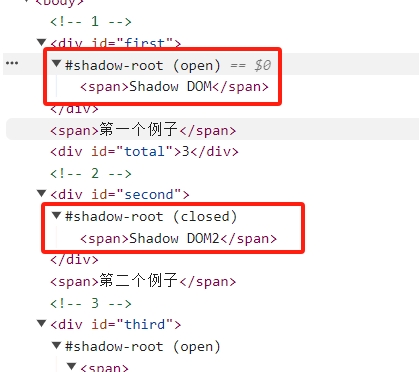 <body>
<!-- 1 -->
▼<div id="first">
••• ▼#shadow-root (open) == $0
<span>Shadow DOM</span>
</div>
<span>第一个例子</span>
<div id="total">3</div>
<!-- 2 -->
▼<div id="second">
▼#shadow-root (closed)
<span>Shadow DOM2</span>
</div>
<span>第二个例子</span>
<!-- 3 -->
▼<div id="third">
▼#shadow-root (open)
▼<span>